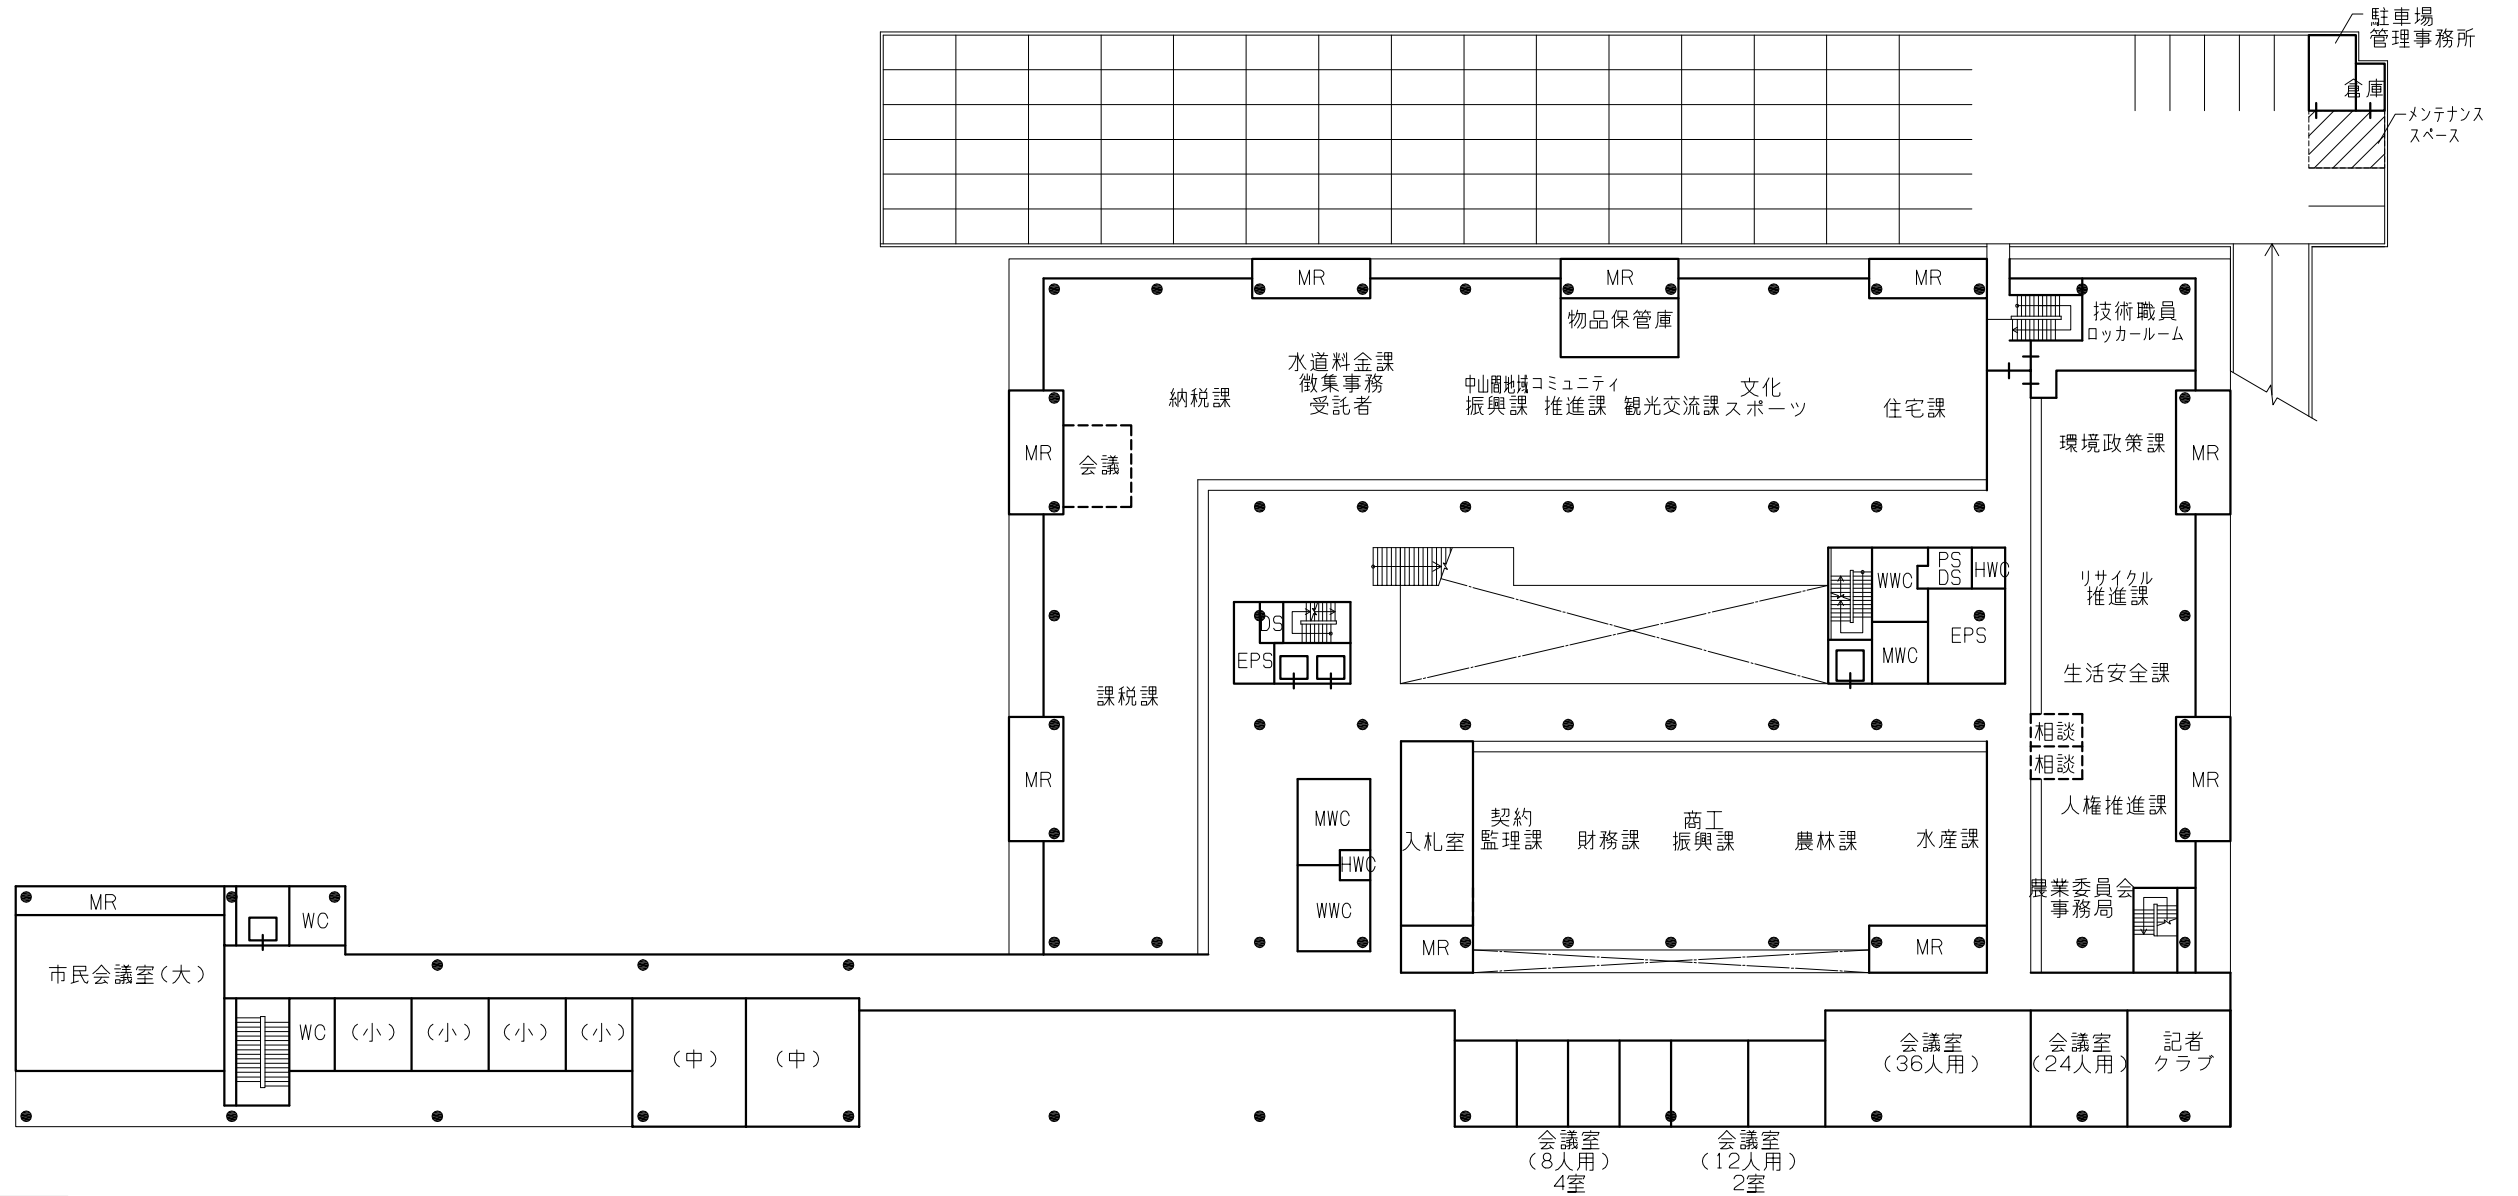 駐車場
管理事務所
倉庫
メンテナンス
スペース
MR
MR
MR
物品保管庫
技術職員
ロッカールーム
水道料金課
徴集事務
受託者
納税課
中山間地域
振興課
コミュニティ
推進課
観光交流課
文化
スポーツ
住宅課
環境政策課
MR
MR
会議
WWC
PS
DS
HWC
リサイクル
推進課
DS
EPS
EPS
MWC
生活安全課
課税課
相談
相談
MR
MR
人権推進課
MWC
HWC
WWC
入札室
契約
監理課
財務課
商工
振興課
農林課
水産課
農業委員会
事務局
MR
MR
MR
WC
市民会議室(大)
WC
(小)
(小)
(小)
(小)
(中)
(中)
会議室
(36人用)
会議室
(24人用)
記者
クラブ
会議室
(8人用)
4室
会議室
(12人用)
2室